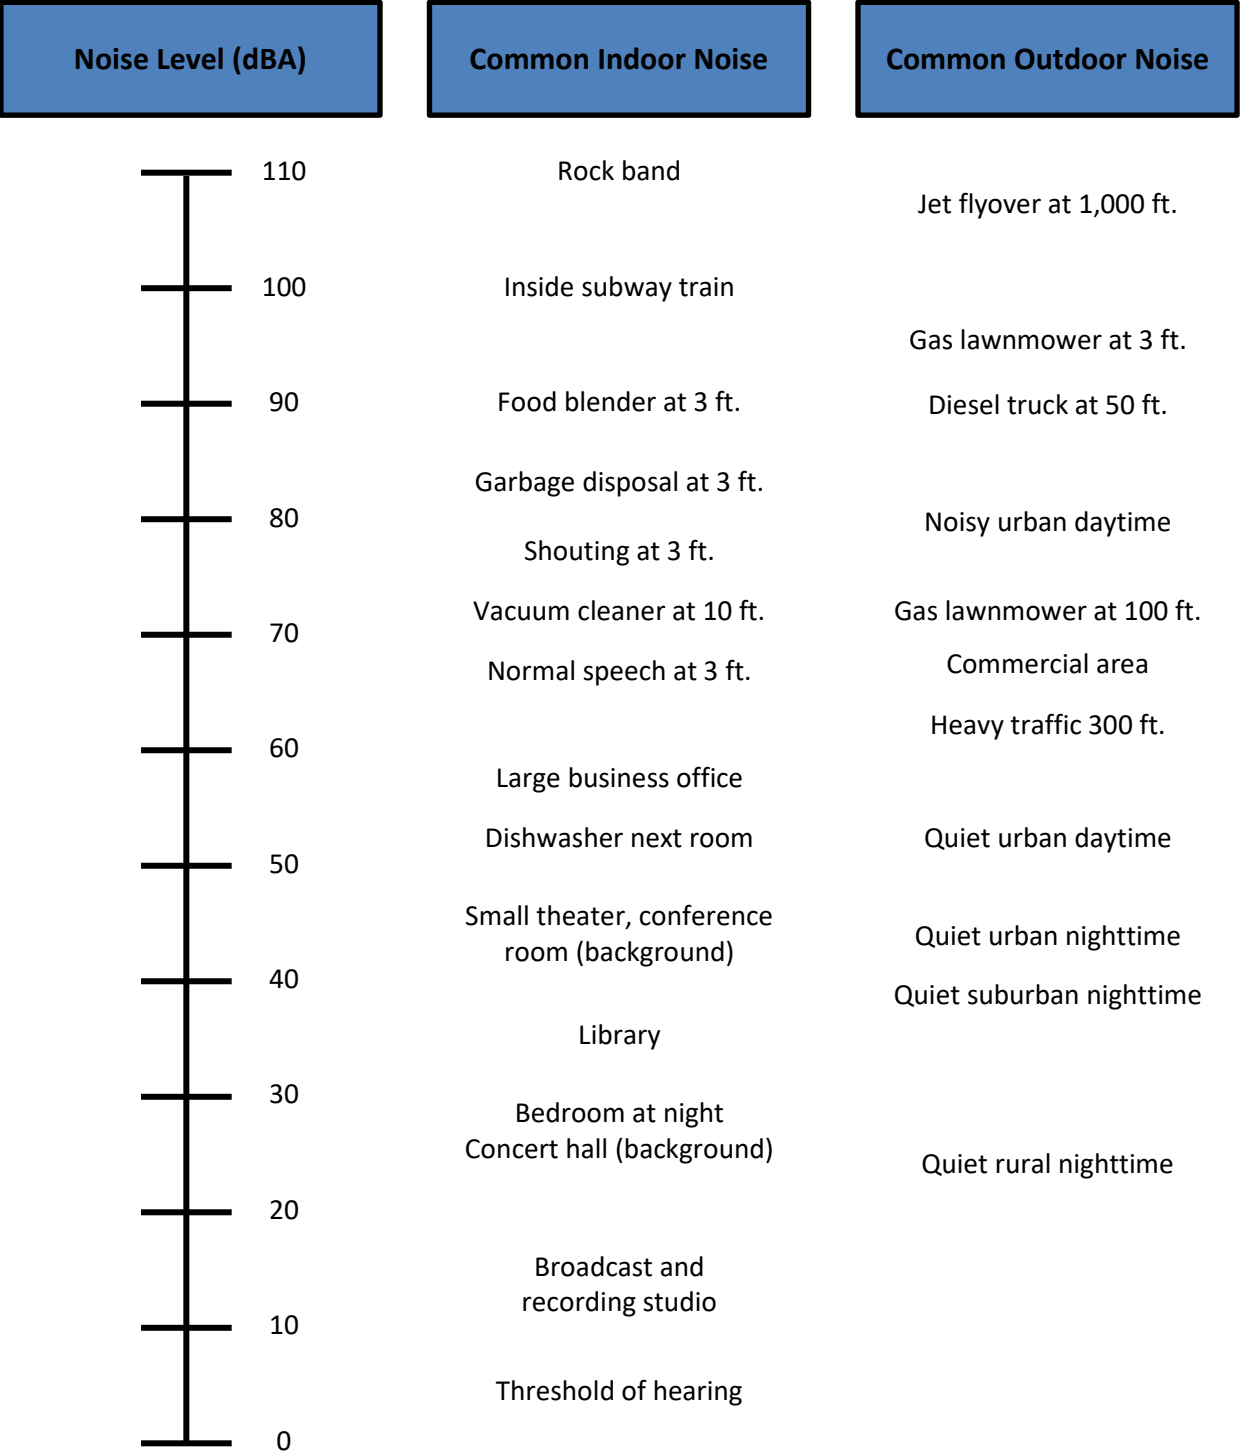 Noise Level (dBA)
Common Indoor Noise
Common Outdoor Noise
110
Rock band
Jet flyover at 1,000 ft.
100
Inside subway train
Gas lawnmower at 3 ft.
90
Food blender at 3 ft.
Diesel truck at 50 ft.
Garbage disposal at 3 ft.
80
Noisy urban daytime
Shouting at 3 ft.
Vacuum cleaner at 10 ft.
Gas lawnmower at 100 ft.
70
Commercial area
Normal speech at 3 ft.
Heavy traffic 300 ft.
60
Large business office
Dishwasher next room
Quiet urban daytime
50
Small theater, conference
room (background)
Quiet urban nighttime
40
Quiet suburban nighttime
Library
30
Bedroom at night
Concert hall (background)
Quiet rural nighttime
20
Broadcast and
recording studio
10
Threshold of hearing
0